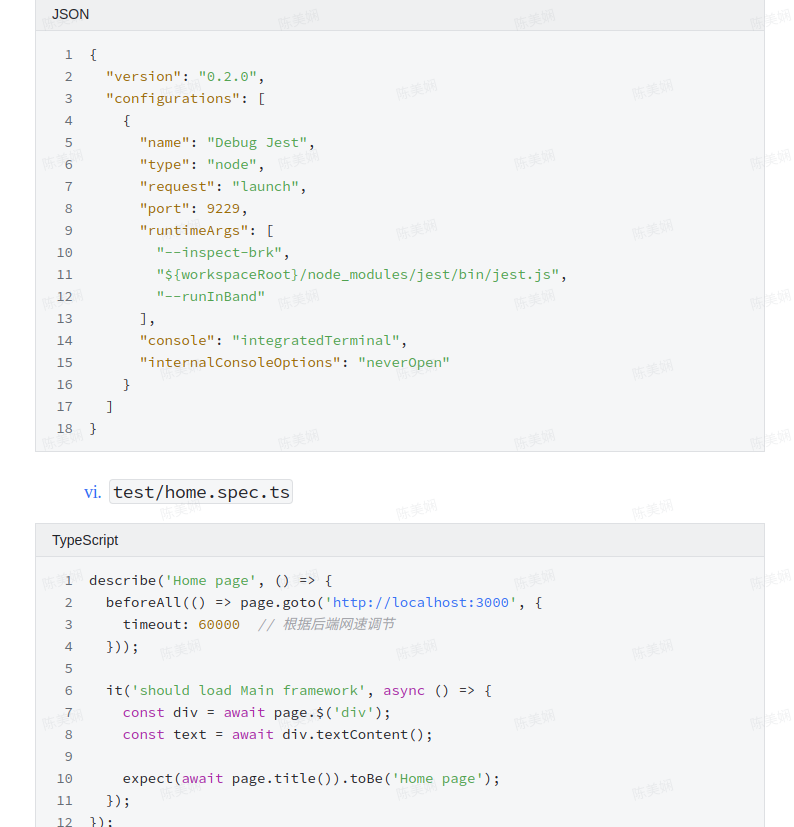 JSON
1 {
2   "version": "0.2.0",
3   "configurations": [
4     {
5       "name": "Debug Jest",
6       "type": "node",
7       "request": "launch",
8       "port": 9229,
9       "runtimeArgs": [
10         "--inspect-brk",
11         "${workspaceRoot}/node_modules/jest/bin/jest.js",
12         "--runInBand"
13       ],
14       "console": "integratedTerminal",
15       "internalConsoleOptions": "neverOpen"
16     }
17   ]
18 }
vi. test/home.spec.ts
TypeScript
1 describe('Home page', () => {
2   beforeAll(() => page.goto('http://localhost:3000', {
3     timeout: 60000  // 根据后端网速调节
4   }));
5
6   it('should load Main framework', async () => {
7     const div = await page.$('div');
8     const text = await div.textContent();
9
10     expect(await page.title()).toBe('Home page');
11   });
12 });